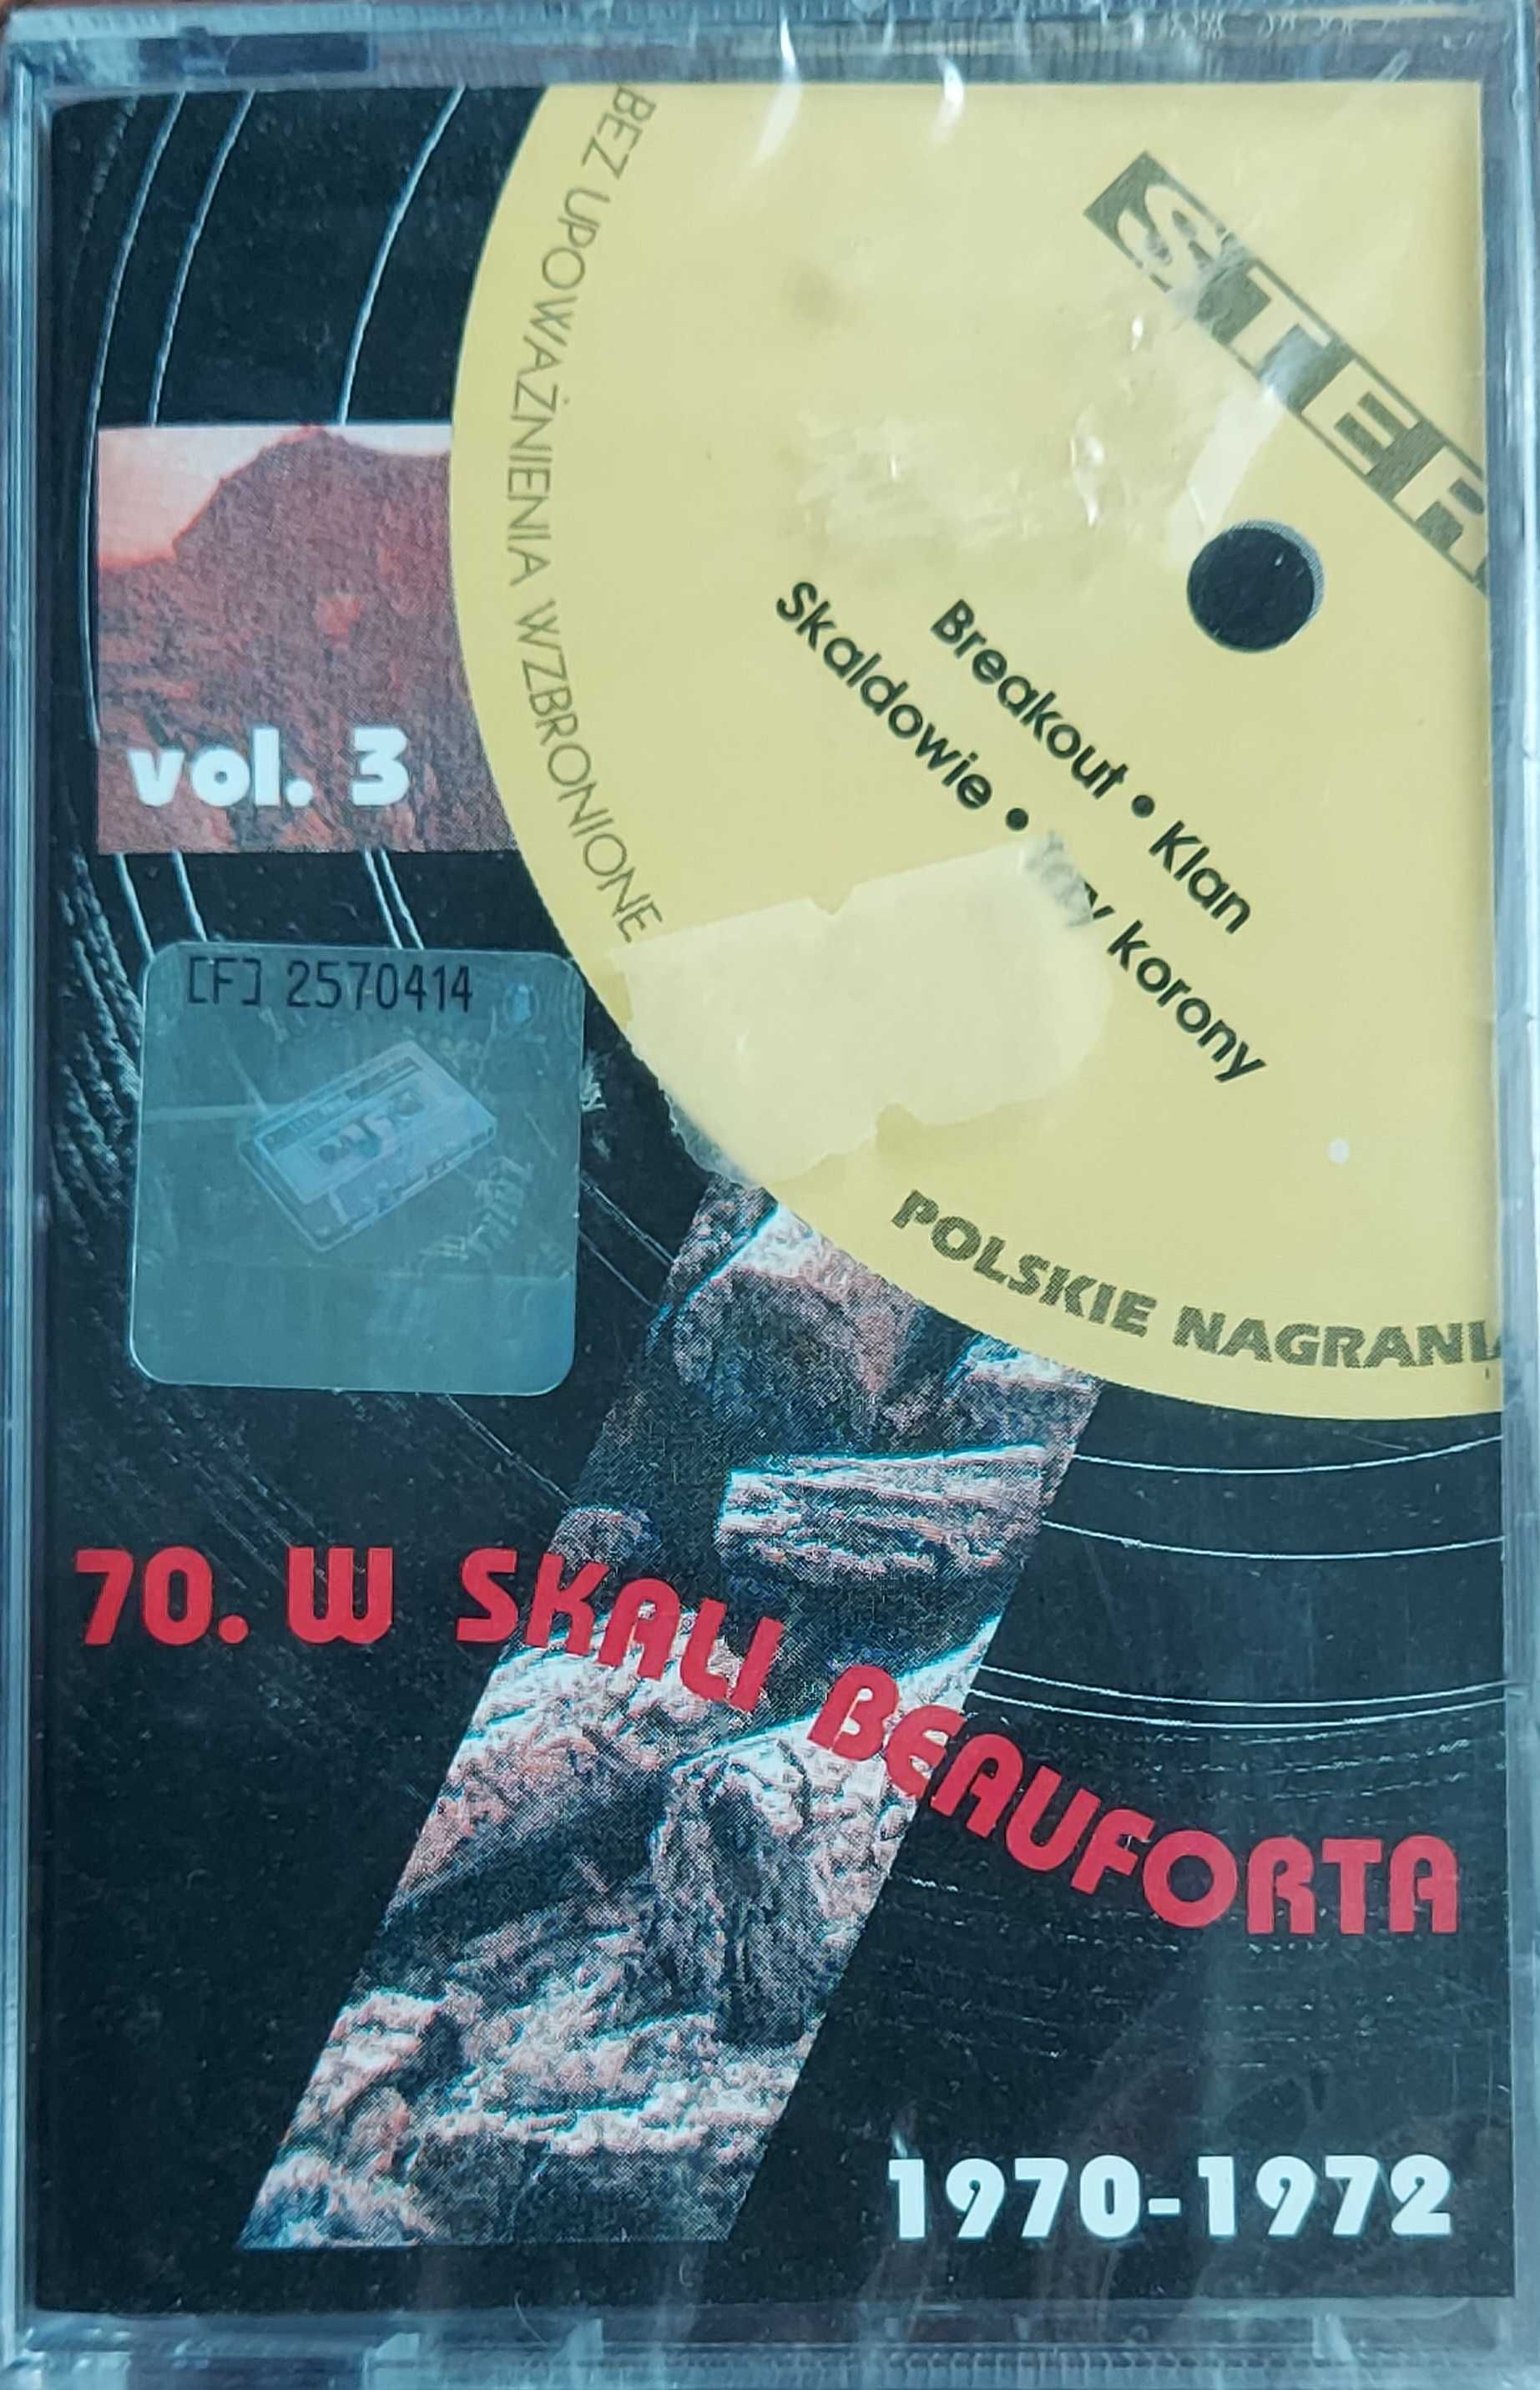 BEZ UPOWAŻNIENIA WZBRONIONE
STER
Breakout • Klan
Skaldowie • korony
POLSKIE NAGRANIA
vol. 3
[F] 2570414
70. W SKALI BEAUFORTA
1970-1972